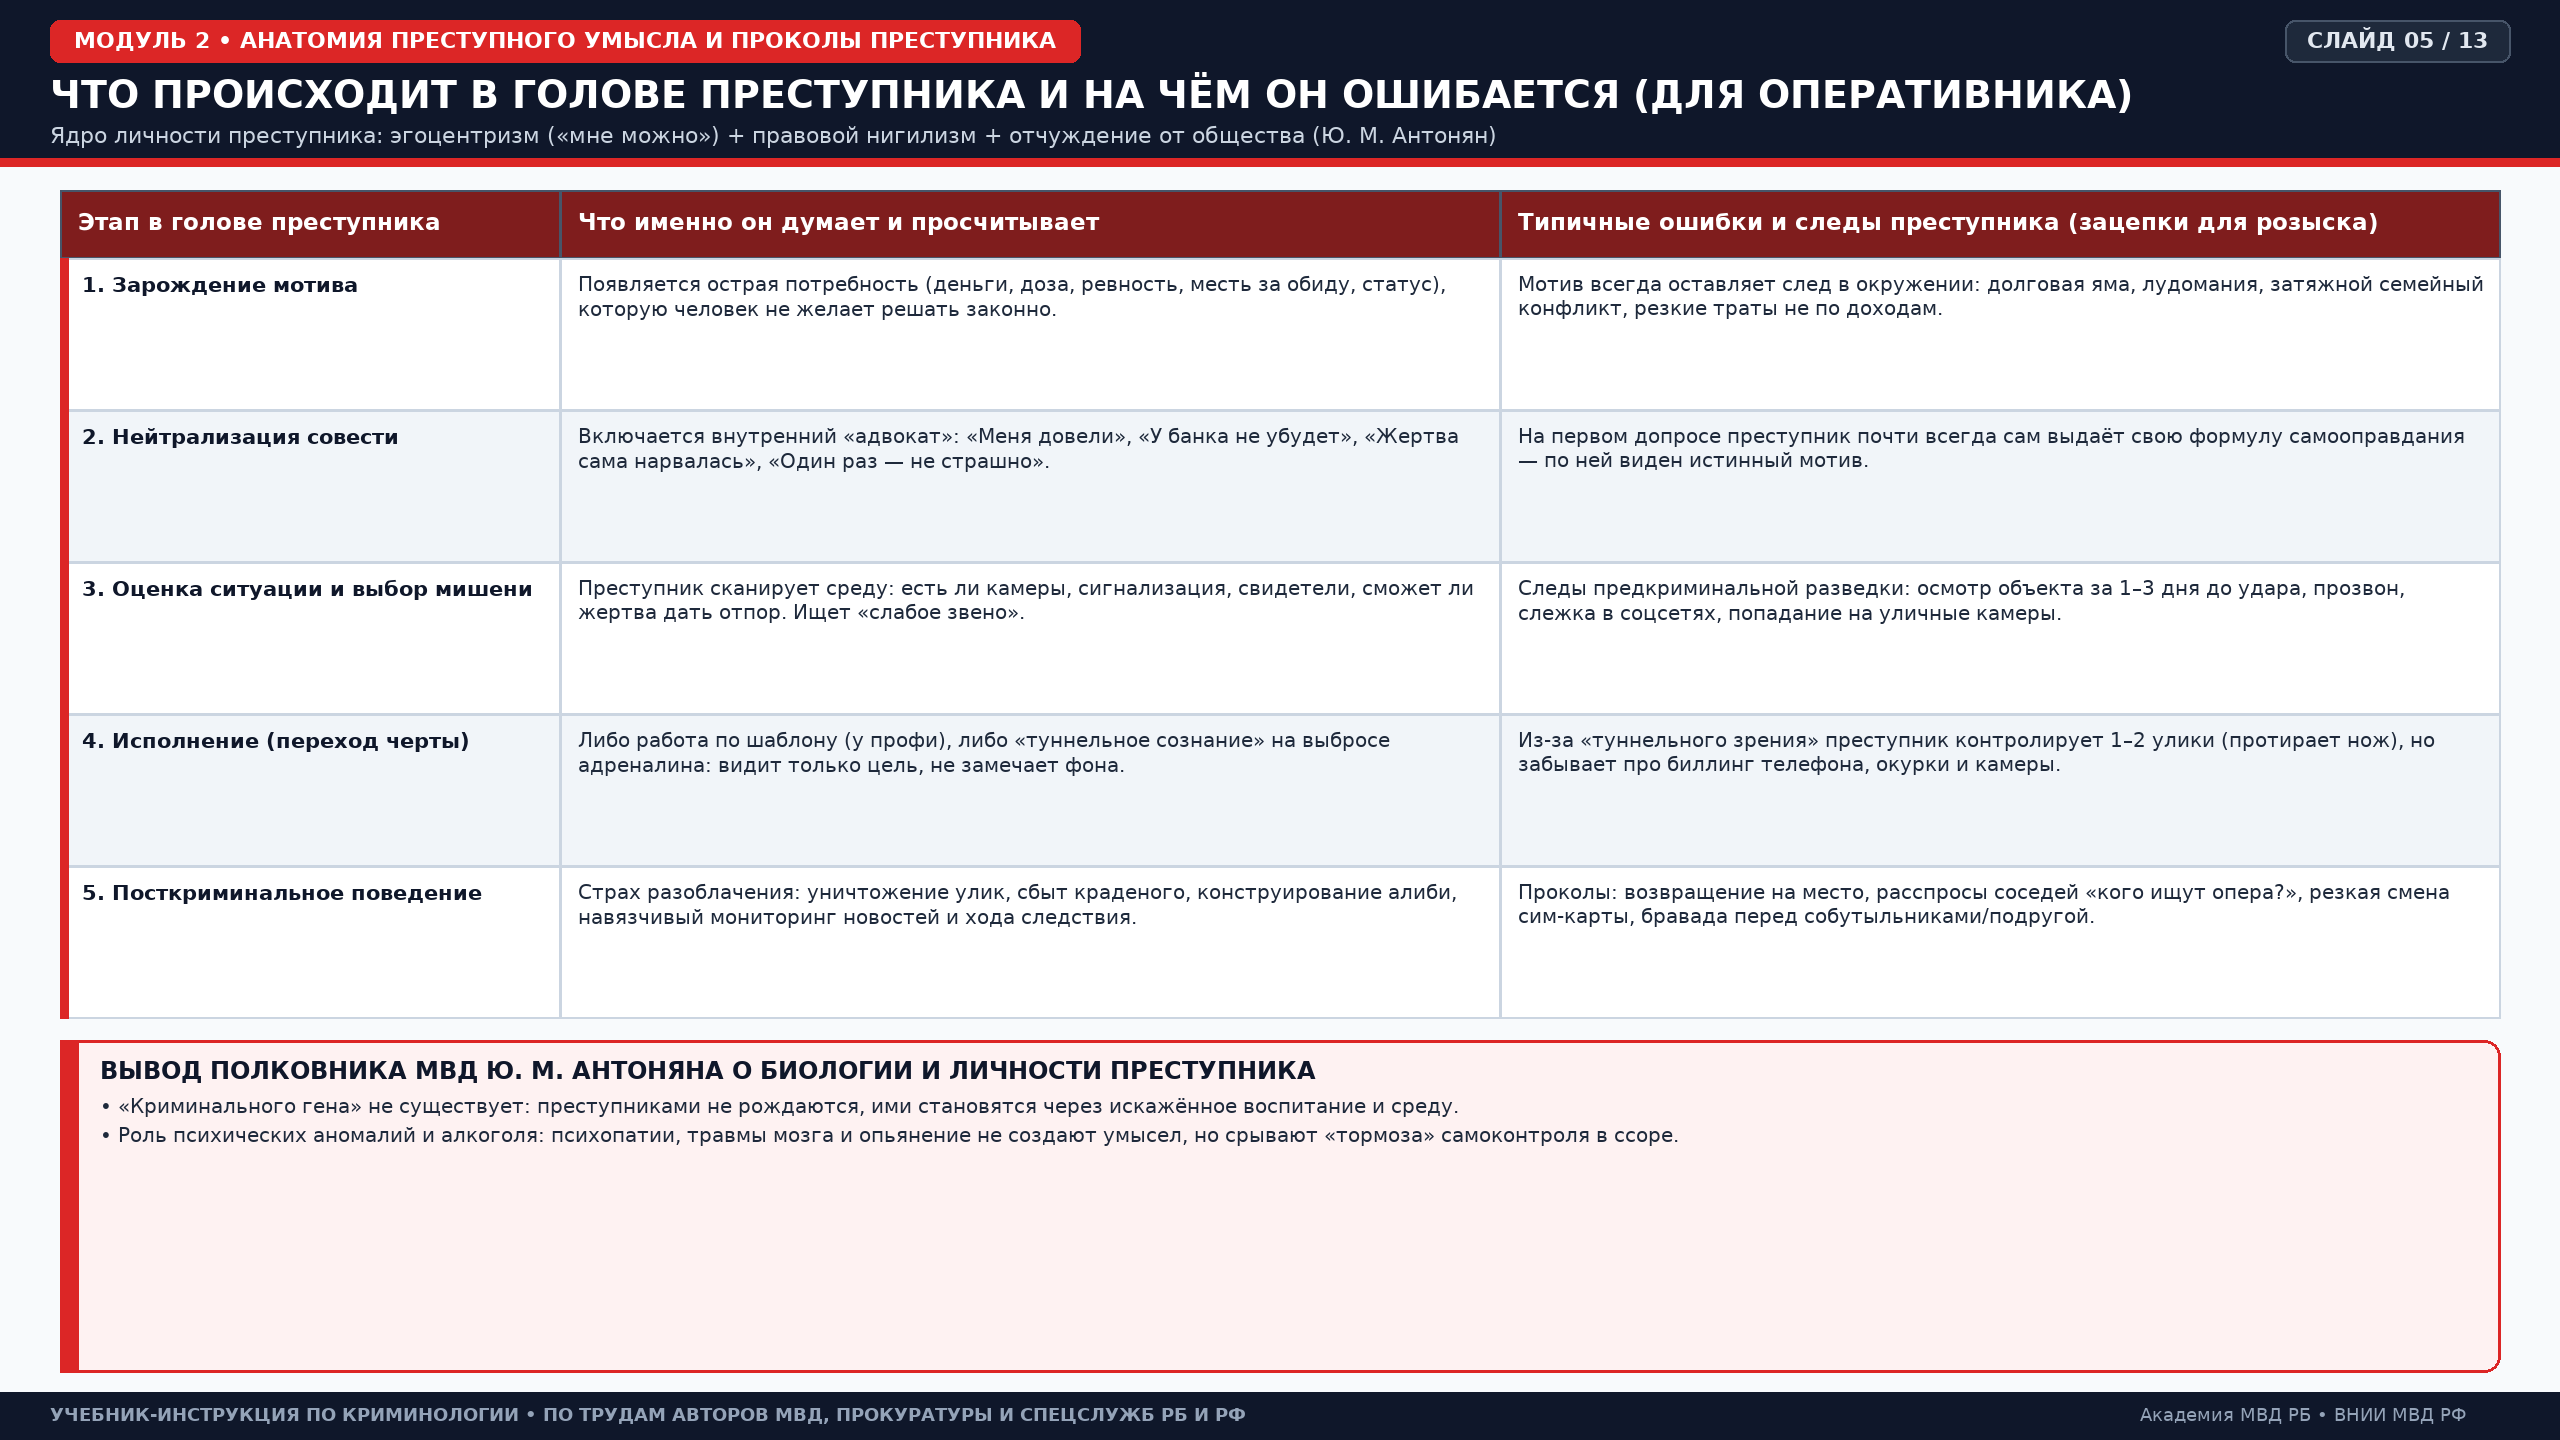 МОДУЛЬ 2 • АНАТОМИЯ ПРЕСТУПНОГО УМЫСЛА И ПРОКОЛЫ ПРЕСТУПНИКА
СЛАЙД 05 / 13
ЧТО ПРОИСХОДИТ В ГОЛОВЕ ПРЕСТУПНИКА И НА ЧЁМ ОН ОШИБАЕТСЯ (ДЛЯ ОПЕРАТИВНИКА)
Ядро личности преступника: эгоцентризм («мне можно») + правовой нигилизм + отчуждение от общества (Ю. М. Антонян)
Этап в голове преступника
Что именно он думает и просчитывает
Типичные ошибки и следы преступника (зацепки для розыска)
1. Зарождение мотива
Появляется острая потребность (деньги, доза, ревность, месть за обиду, статус),
которую человек не желает решать законно.
Мотив всегда оставляет след в окружении: долговая яма, лудомания, затяжной семейный
конфликт, резкие траты не по доходам.
2. Нейтрализация совести
Включается внутренний «адвокат»: «Меня довели», «У банка не убудет», «Жертва
сама нарвалась», «Один раз — не страшно».
На первом допросе преступник почти всегда сам выдаёт свою формулу самооправдания
— по ней виден истинный мотив.
3. Оценка ситуации и выбор мишени
Преступник сканирует среду: есть ли камеры, сигнализация, свидетели, сможет ли
жертва дать отпор. Ищет «слабое звено».
Следы предкриминальной разведки: осмотр объекта за 1–3 дня до удара, прозвон,
слежка в соцсетях, попадание на уличные камеры.
4. Исполнение (переход черты)
Либо работа по шаблону (у профи), либо «туннельное сознание» на выбросе
адреналина: видит только цель, не замечает фона.
Из-за «туннельного зрения» преступник контролирует 1–2 улики (протирает нож), но
забывает про биллинг телефона, окурки и камеры.
5. Посткриминальное поведение
Страх разоблачения: уничтожение улик, сбыт краденого, конструирование алиби,
навязчивый мониторинг новостей и хода следствия.
Проколы: возвращение на место, расспросы соседей «кого ищут опера?», резкая смена
сим-карты, бравада перед собутыльниками/подругой.
ВЫВОД ПОЛКОВНИКА МВД Ю. М. АНТОНЯНА О БИОЛОГИИ И ЛИЧНОСТИ ПРЕСТУПНИКА
• «Криминального гена» не существует: преступниками не рождаются, ими становятся через искажённое воспитание и среду.
• Роль психических аномалий и алкоголя: психопатии, травмы мозга и опьянение не создают умысел, но срывают «тормоза» самоконтроля в ссоре.
УЧЕБНИК-ИНСТРУКЦИЯ ПО КРИМИНОЛОГИИ • ПО ТРУДАМ АВТОРОВ МВД, ПРОКУРАТУРЫ И СПЕЦСЛУЖБ РБ И РФ
Академия МВД РБ • ВНИИ МВД РФ